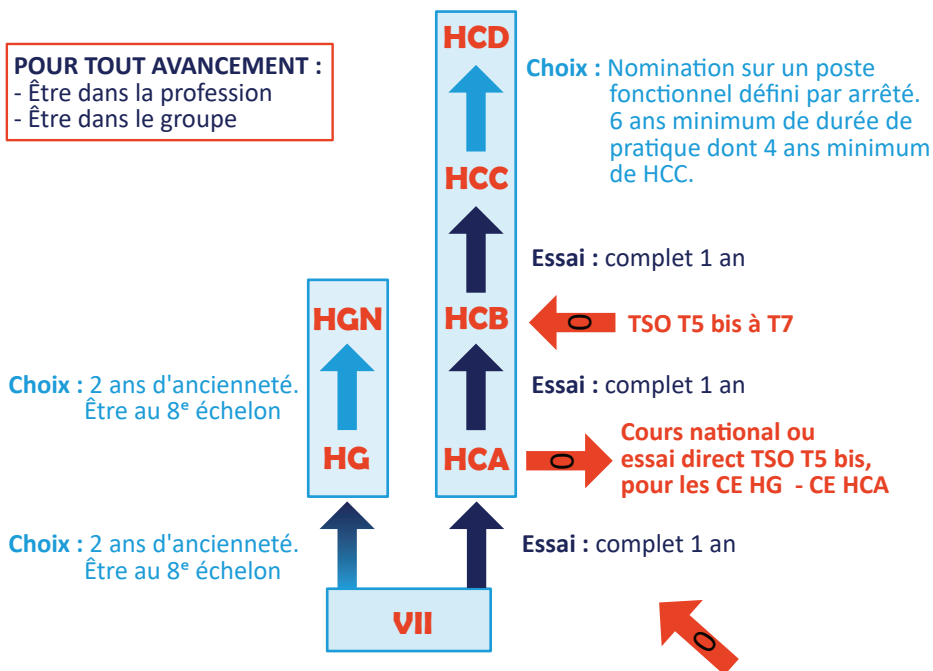 HCD
POUR TOUT AVANCEMENT :
- Être dans la profession
- Être dans le groupe
Choix : Nomination sur un poste
fonctionnel défini par arrêté.
6 ans minimum de durée de
pratique dont 4 ans minimum
de HCC.
HCC
Essai : complet 1 an
HGN
HCB
O
TSO T5 bis à T7
Choix : 2 ans d'ancienneté.
Être au 8ᵉ échelon
Essai : complet 1 an
HG
HCA
O
Cours national ou
essai direct TSO T5 bis,
pour les CE HG - CE HCA
Choix : 2 ans d'ancienneté.
Être au 8ᵉ échelon
Essai : complet 1 an
VII
O